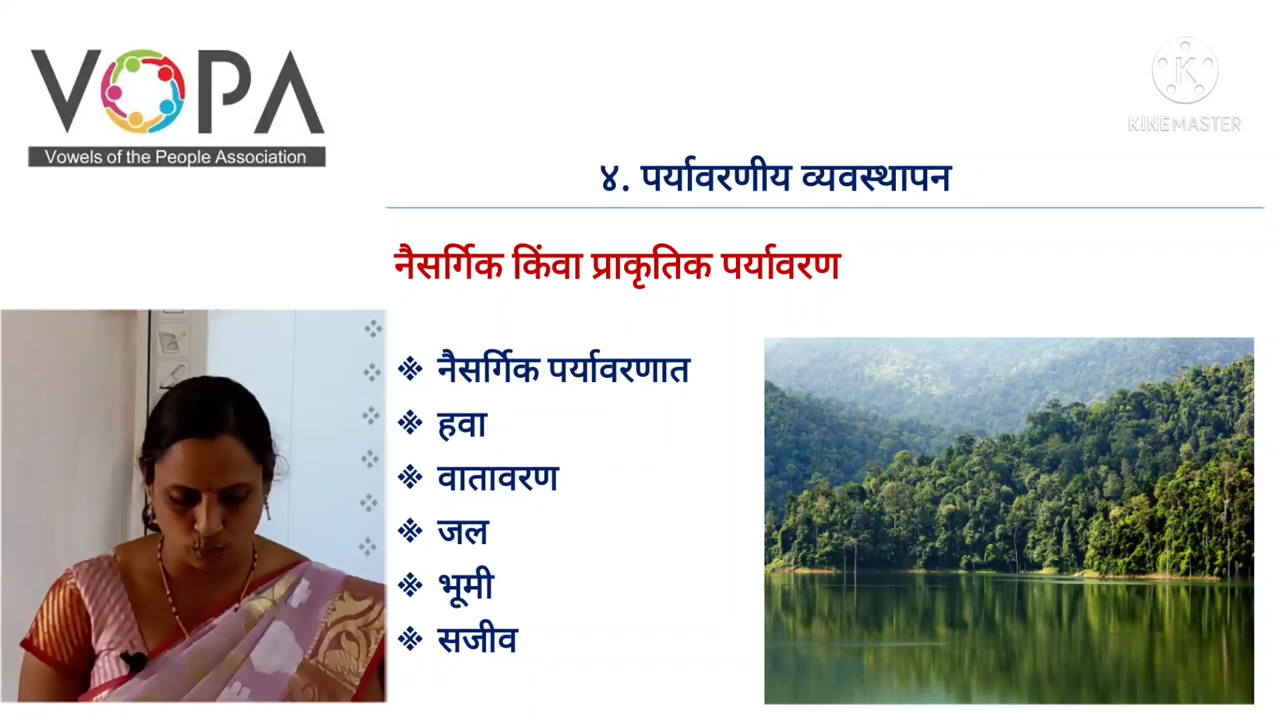 VOPA
Vowels of the People Association
KINEMASTER
४. पर्यावरणीय व्यवस्थापन
नैसर्गिक किंवा प्राकृतिक पर्यावरण
❖ नैसर्गिक पर्यावरणात
❖ हवा
❖ वातावरण
❖ जल
❖ भूमी
❖ सजीव